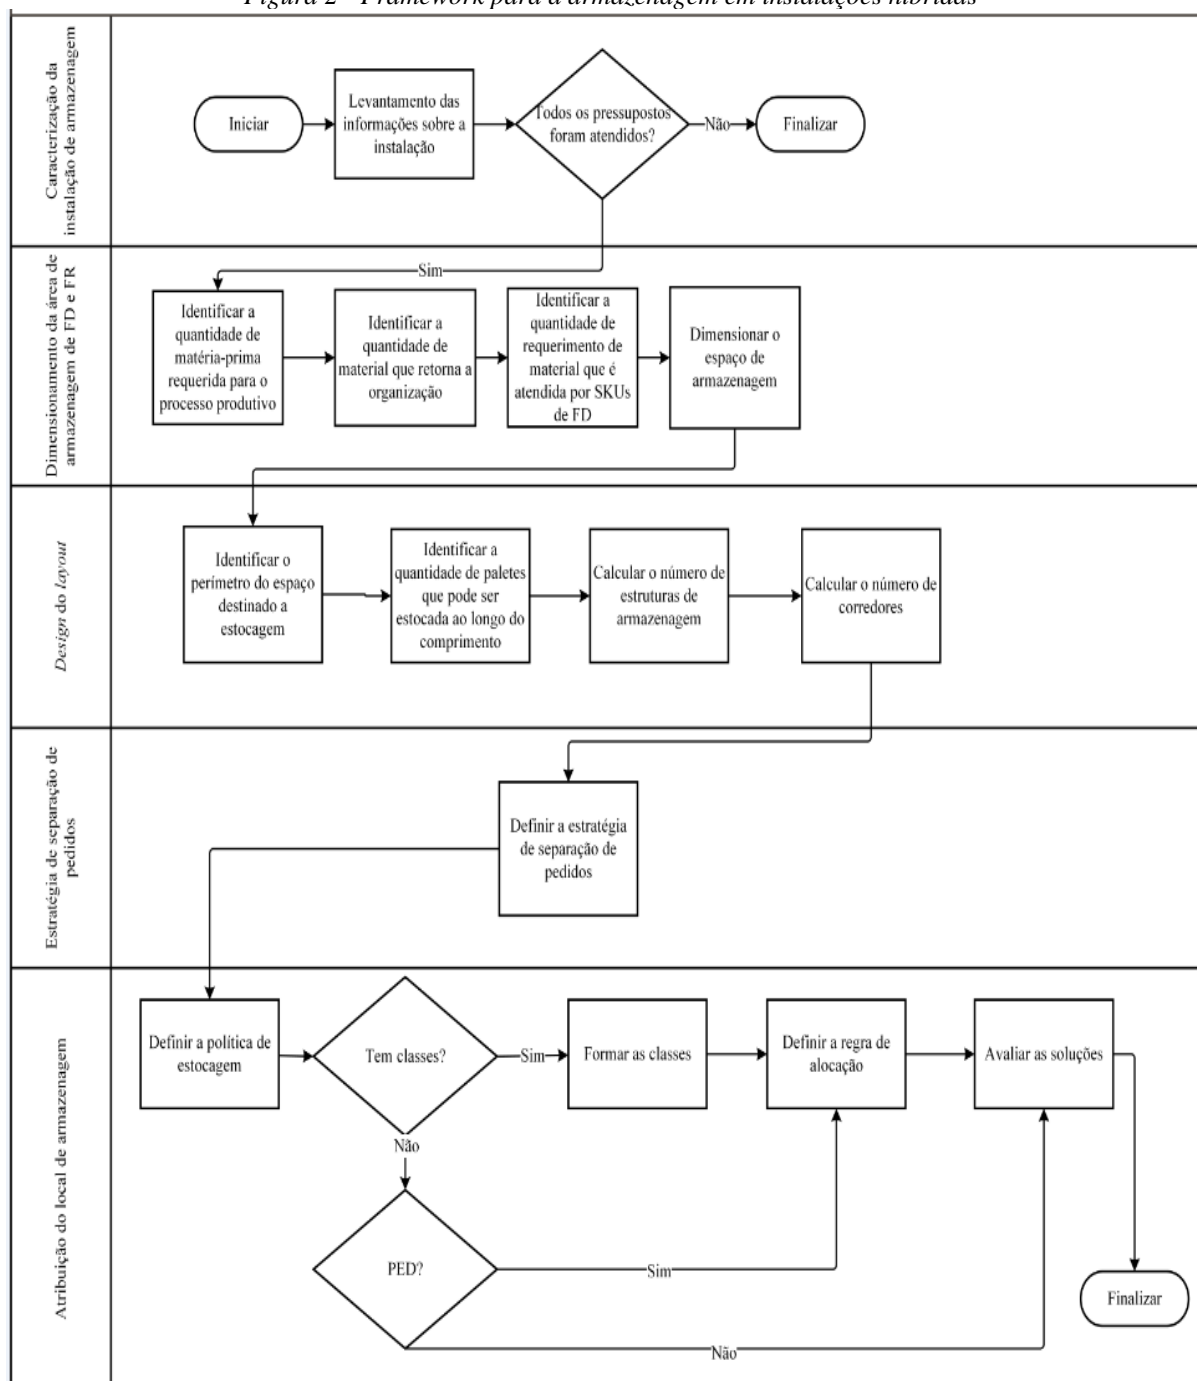 Figura 2 - Framework para a armazenagem em instalações híbridas
Caracterização da
instalação de armazenagem
Iniciar
Levantamento das
informações sobre a
instalação
Todos os pressupostos
foram atendidos?
Não
Finalizar
Dimensionamento da área de
armazenagem de FD e FR
Sim
Identificar a
quantidade de
matéria-prima
requerida para o
processo produtivo
Identificar a
quantidade de
material que retorna a
organização
Identificar a
quantidade de
requerimento de
material que é
atendida por SKUs
de FD
Dimensionar o
espaço de
armazenagem
Design do layout
Identificar o
perímetro do espaço
destinado a
estocagem
Identificar a
quantidade de paletes
que pode ser
estocada ao longo do
comprimento
Calcular o número de
estruturas de
armazenagem
Calcular o número de
corredores
Estratégia de separação de
pedidos
Definir a estratégia
de separação de
pedidos
Atribuição do local de armazenagem
Definir a política de
estocagem
Tem classes?
Sim
Formar as classes
Definir a regra de
alocação
Avaliar as soluções
Não
PED?
Sim
Não
Finalizar